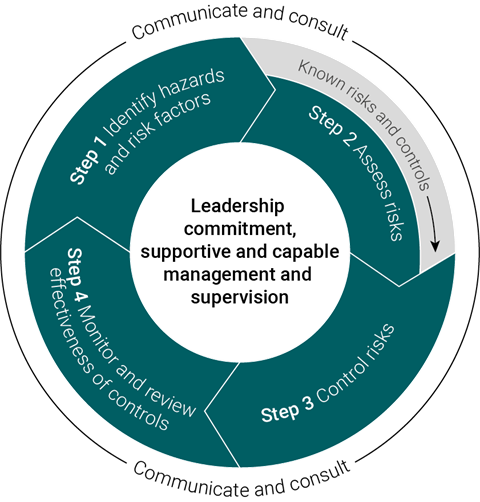 Communicate and consult
Step 1 Identify hazards
and risk factors
Known risks and controls
Step 2 Assess risks
Leadership
commitment,
supportive and capable
management and
supervision
Step 3 Control risks
Step 4 Monitor and review
effectiveness of controls
Communicate and consult